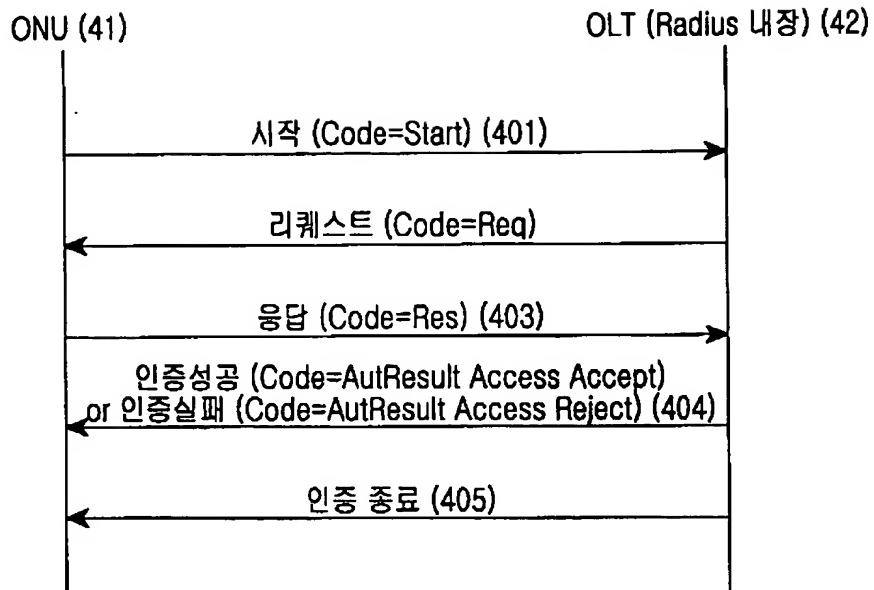 ONU (41)
OLT (Radius 내장) (42)
시작 (Code=Start) (401)
리퀘스트 (Code=Req)
응답 (Code=Res) (403)
인증성공 (Code=AutResult Access Accept)
or 인증실패 (Code=AutResult Access Reject) (404)
인증 종료 (405)